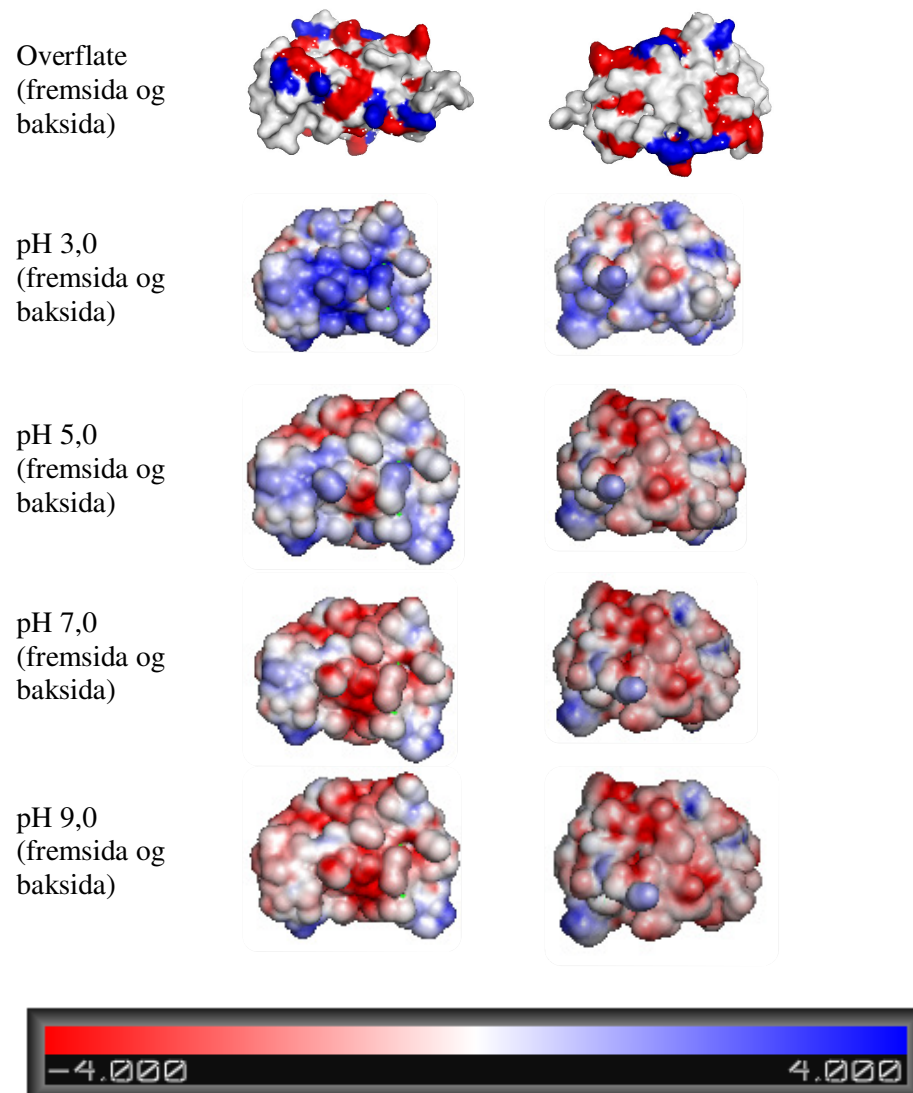 Overflate
(fremsida og
baksida)
pH 3,0
(fremsida og
baksida)
pH 5,0
(fremsida og
baksida)
pH 7,0
(fremsida og
baksida)
pH 9,0
(fremsida og
baksida)
-4.000 4.000